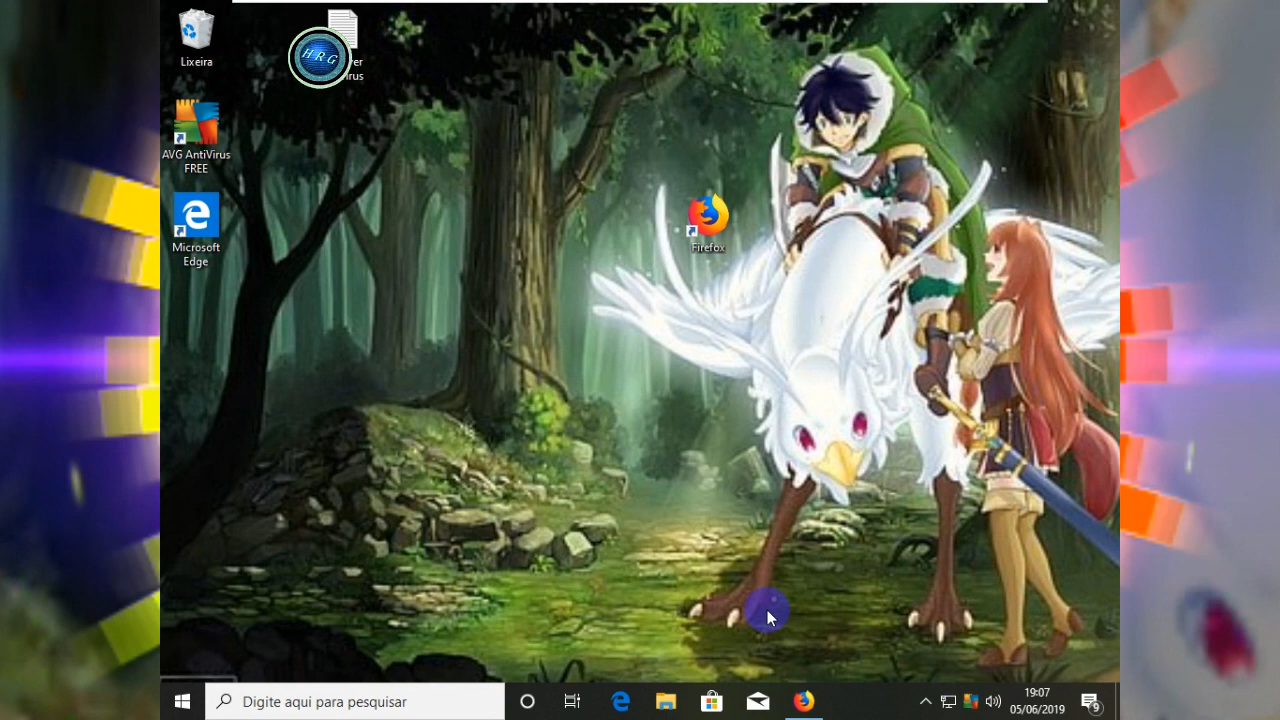 Lixeira
HRG
AVG AntiVirus
FREE
Microsoft
Edge
Firefox
Digite aqui para pesquisar
19:07
05/06/2019
9